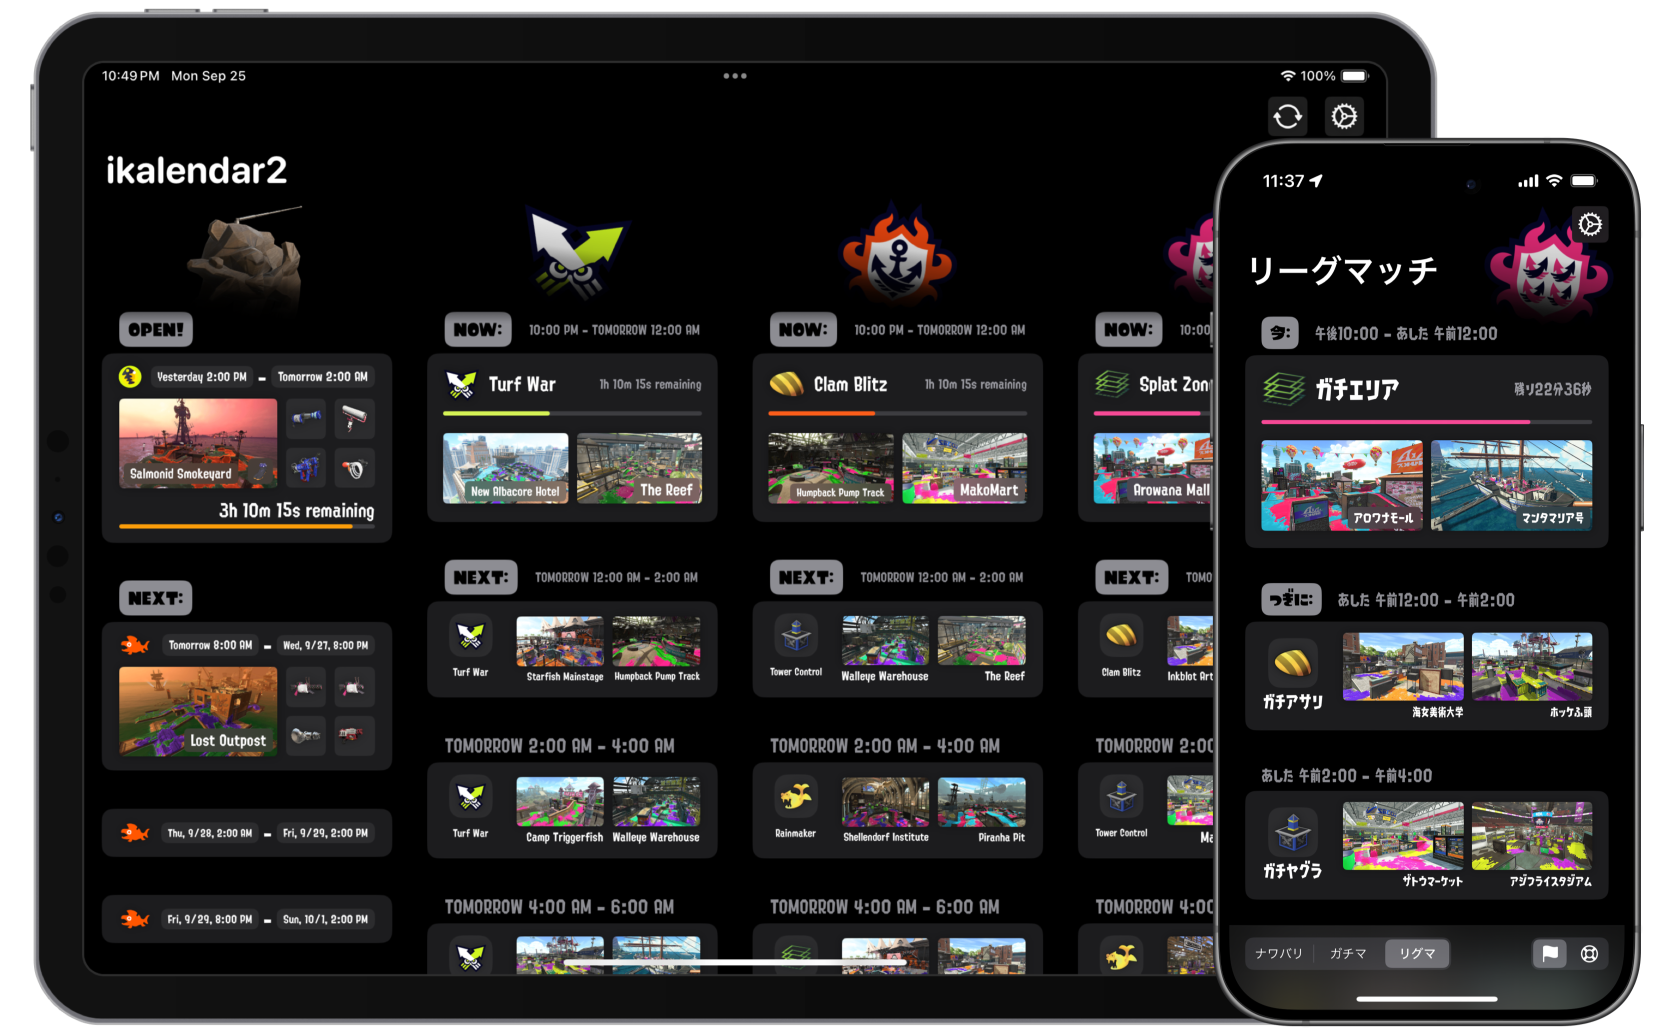 10:49 PM Mon Sep 25
100%
ikalendar2
OPEN!
Yesterday 2:00 PM – Tomorrow 2:00 AM
Salmonid Smokeyard
3h 10m 15s remaining
NEXT:
Tomorrow 8:00 AM – Wed, 9/27, 8:00 PM
Lost Outpost
Thu, 9/28, 2:00 AM – Fri, 9/29, 2:00 PM
Fri, 9/29, 8:00 PM – Sun, 10/1, 2:00 PM
NOW: 10:00 PM – TOMORROW 12:00 AM
Turf War 1h 10m 15s remaining
New Albacore Hotel The Reef
NEXT: TOMORROW 12:00 AM – 2:00 AM
Turf War Starfish Mainstage Humpback Pump Track
TOMORROW 2:00 AM – 4:00 AM
Turf War Camp Triggerfish Walleye Warehouse
TOMORROW 4:00 AM – 6:00 AM
NOW: 10:00 PM – TOMORROW 12:00 AM
Clam Blitz 1h 10m 15s remaining
Humpback Pump Track MakoMart
NEXT: TOMORROW 12:00 AM – 2:00 AM
Tower Control Walleye Warehouse The Reef
TOMORROW 2:00 AM – 4:00 AM
Rainmaker Shellendorf Institute Piranha Pit
TOMORROW 4:00 AM – 6:00 AM
NOW: 10:00
Splat Zon
Arowana Mall
NEXT: TOMO
Clam Blitz Inkblot Art
TOMORROW 2:00
Tower Control Ma
TOMORROW 4:00
11:37
リーグマッチ
今: 午後10:00 – あした 午前12:00
ガチエリア 残り22分36秒
アロワナモール マンタマリア号
つぎに: あした 午前12:00 – 午前2:00
ガチアサリ 海女美術大学 ホッケふ頭
あした 午前2:00 – 午前4:00
ガチヤグラ ザトウマーケット アジフライスタジアム
ナワバリ ガチマ リグマ